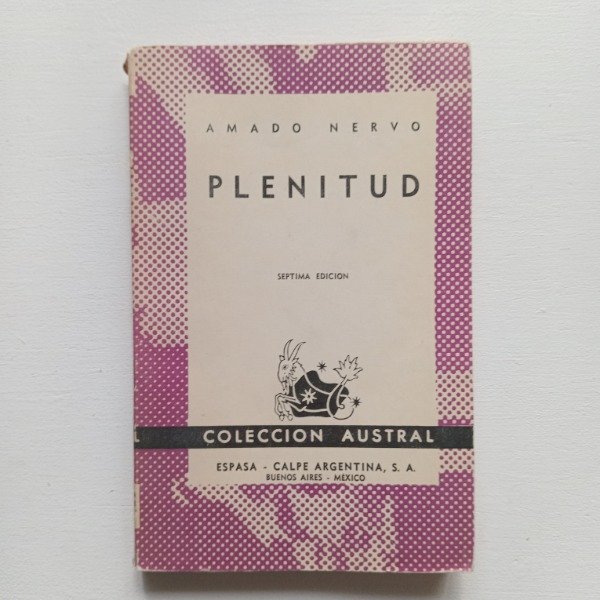 AMADO NERVO
PLENITUD
SEPTIMA EDICION
COLECCION AUSTRAL
ESPASA - CALPE ARGENTINA, S. A.
BUENOS AIRES - MEXICO